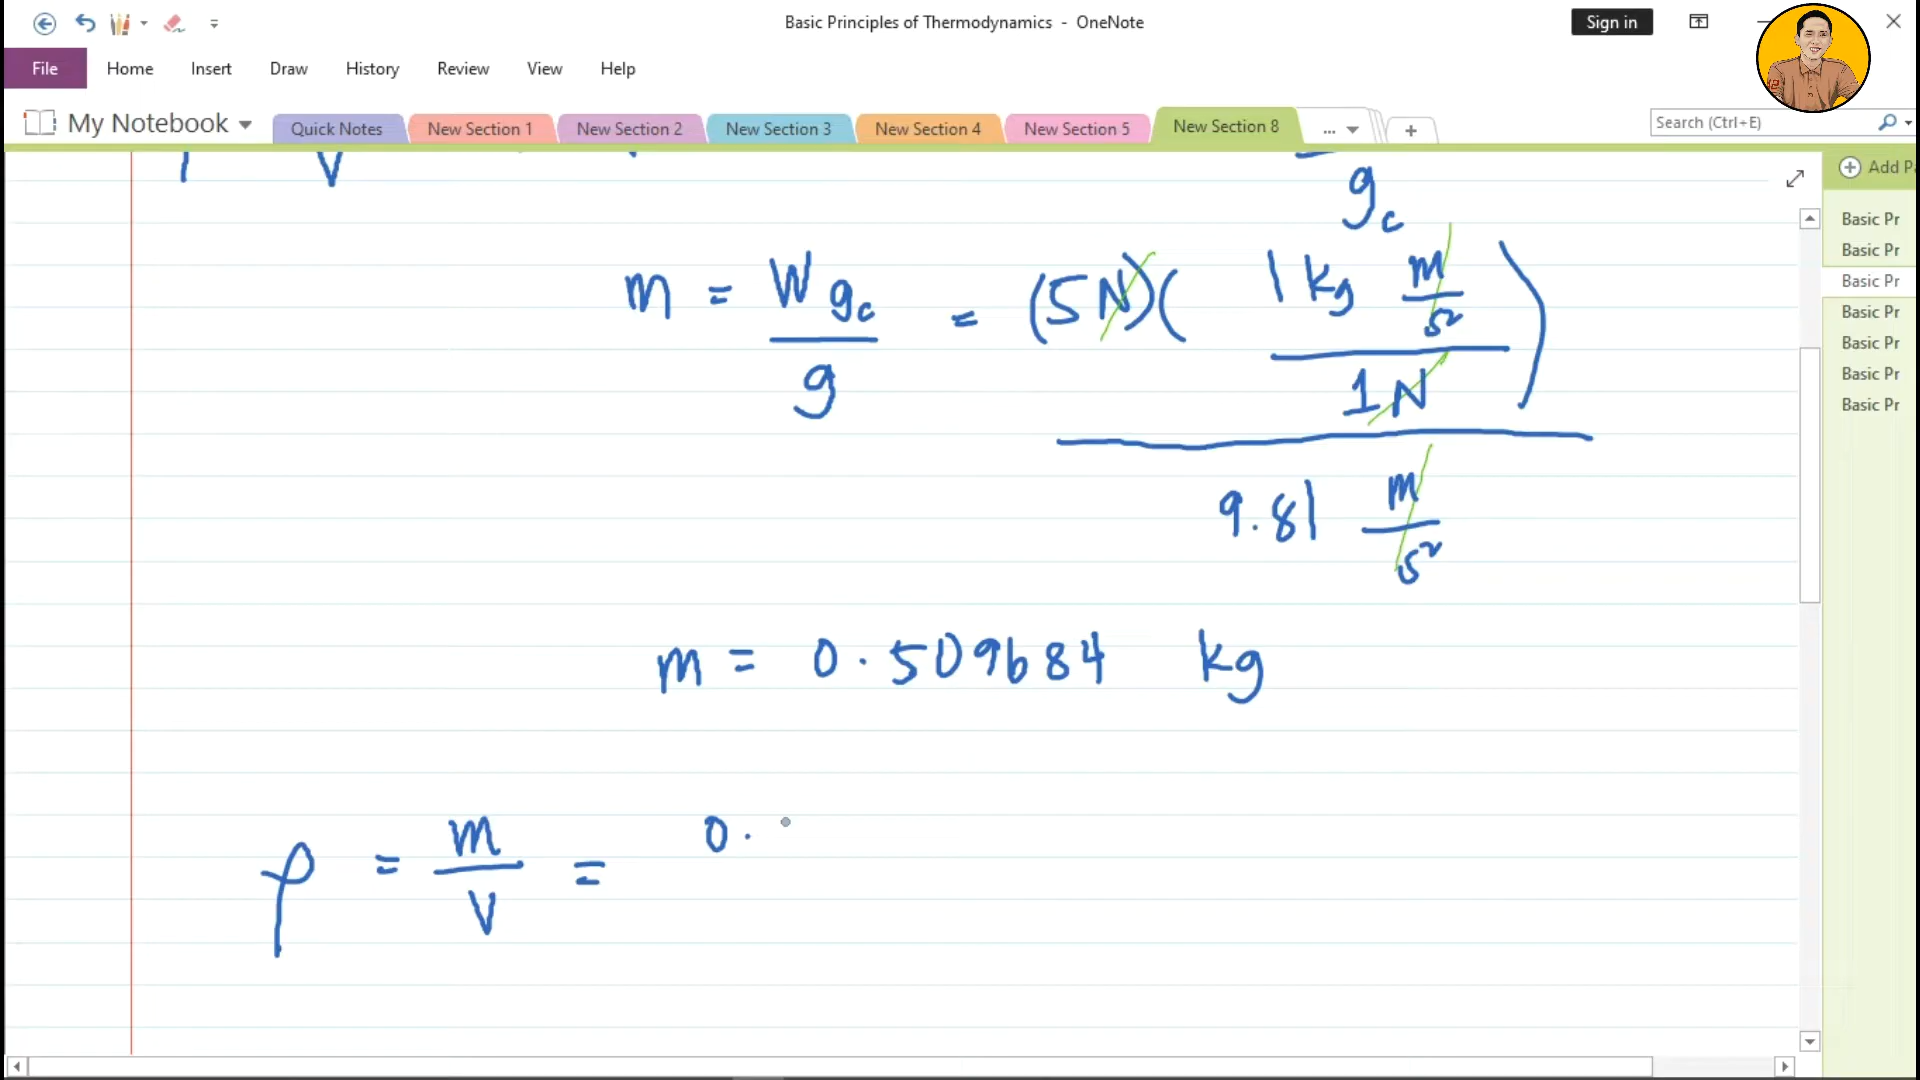 Basic Principles of Thermodynamics - OneNote
Sign in
File Home Insert Draw History Review View Help
My Notebook Quick Notes New Section 1 New Section 2 New Section 3 New Section 4 New Section 5 New Section 8 ... +
Search (Ctrl+E)
Add P
Basic Pr
Basic Pr
Basic Pr
Basic Pr
Basic Pr
Basic Pr
Basic Pr
g_c
m = W g_c / g = (5N)(1 kg m/s² / 1N) / 9.81 m/s²
m = 0.509684 kg
ρ = m/V = 0.